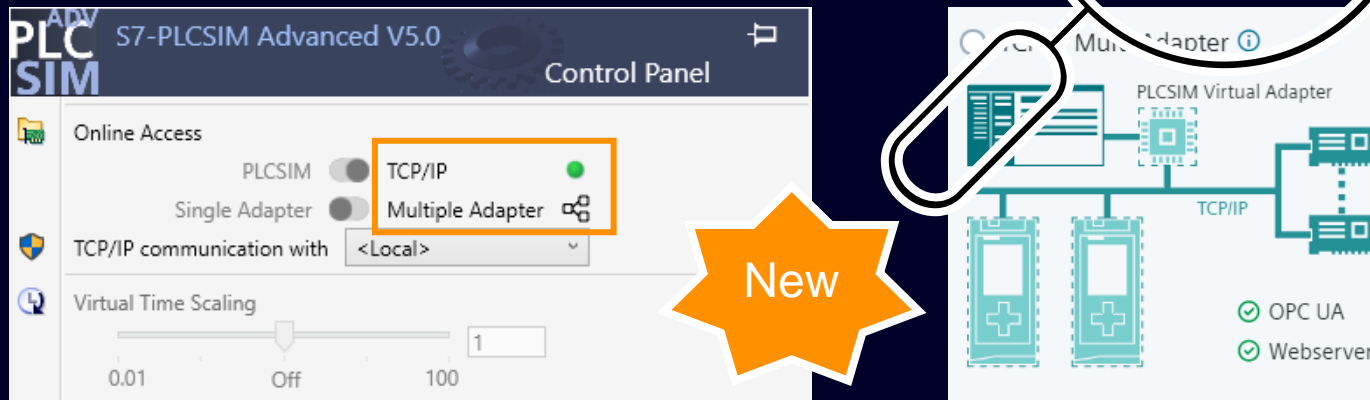 PLC
ADV
SIM
S7-PLCSIM Advanced V5.0
Control Panel
Online Access
PLCSIM TCP/IP
Single Adapter Multiple Adapter
TCP/IP communication with <Local>
Virtual Time Scaling
1
0.01 Off 100
New
Adapter
PLCSIM Virtual Adapter
TCP/IP
OPC UA
Webserver